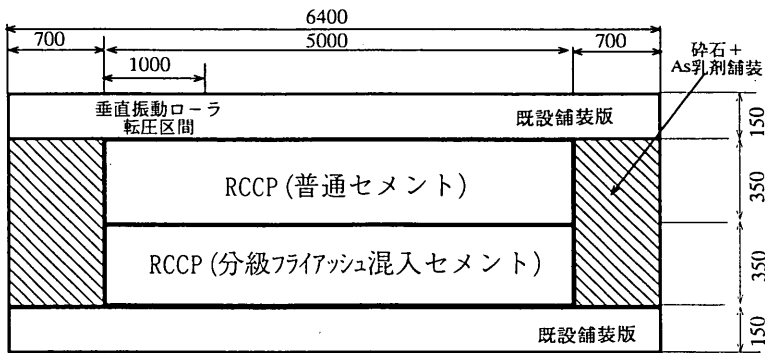 6400
700
5000
700
1000
砕石+
As乳剤舗装
垂直振動ローラ
転圧区間
既設舗装版
150
RCCP(普通セメント)
350
RCCP(分級フライアッシュ混入セメント)
350
既設舗装版
150